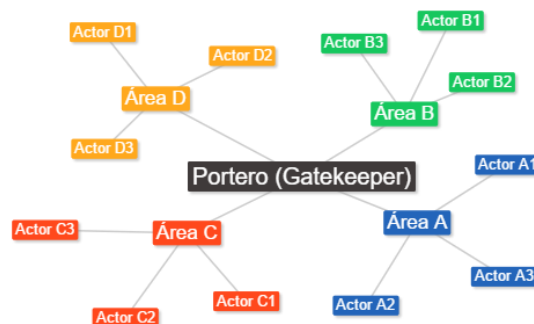 Actor D1
Actor D2
Área D
Actor D3
Actor B1
Actor B3
Actor B2
Área B
Portero (Gatekeeper)
Actor A1
Área A
Actor A3
Actor A2
Actor C3
Área C
Actor C1
Actor C2